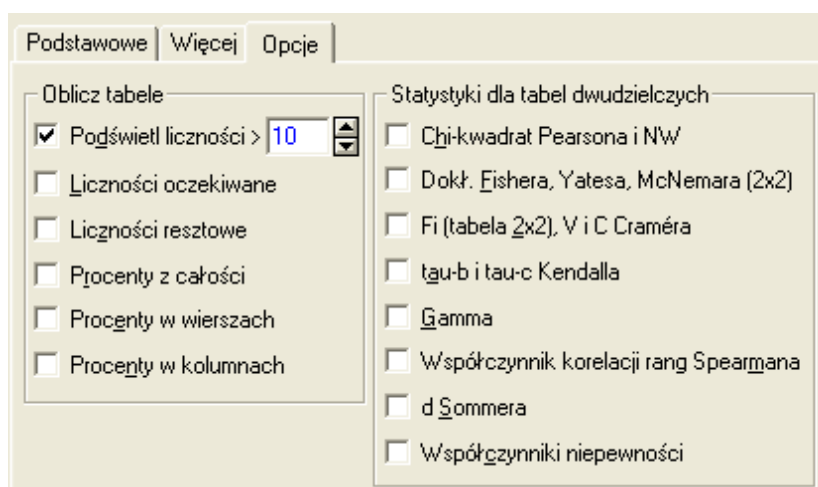 Podstawowe Więcej Opcje
Oblicz tabele
Podświetl liczności > 10
Liczności oczekiwane
Liczności resztowe
Procenty z całości
Procenty w wierszach
Procenty w kolumnach
Statystyki dla tabel dwudzielczych
Chi-kwadrat Pearsona i NW
Dokł. Fishera, Yatesa, McNemara (2x2)
Fi (tabela 2x2), V i C Craméra
tau-b i tau-c Kendalla
Gamma
Współczynnik korelacji rang Spearmana
d Sommera
Współczynniki niepewności